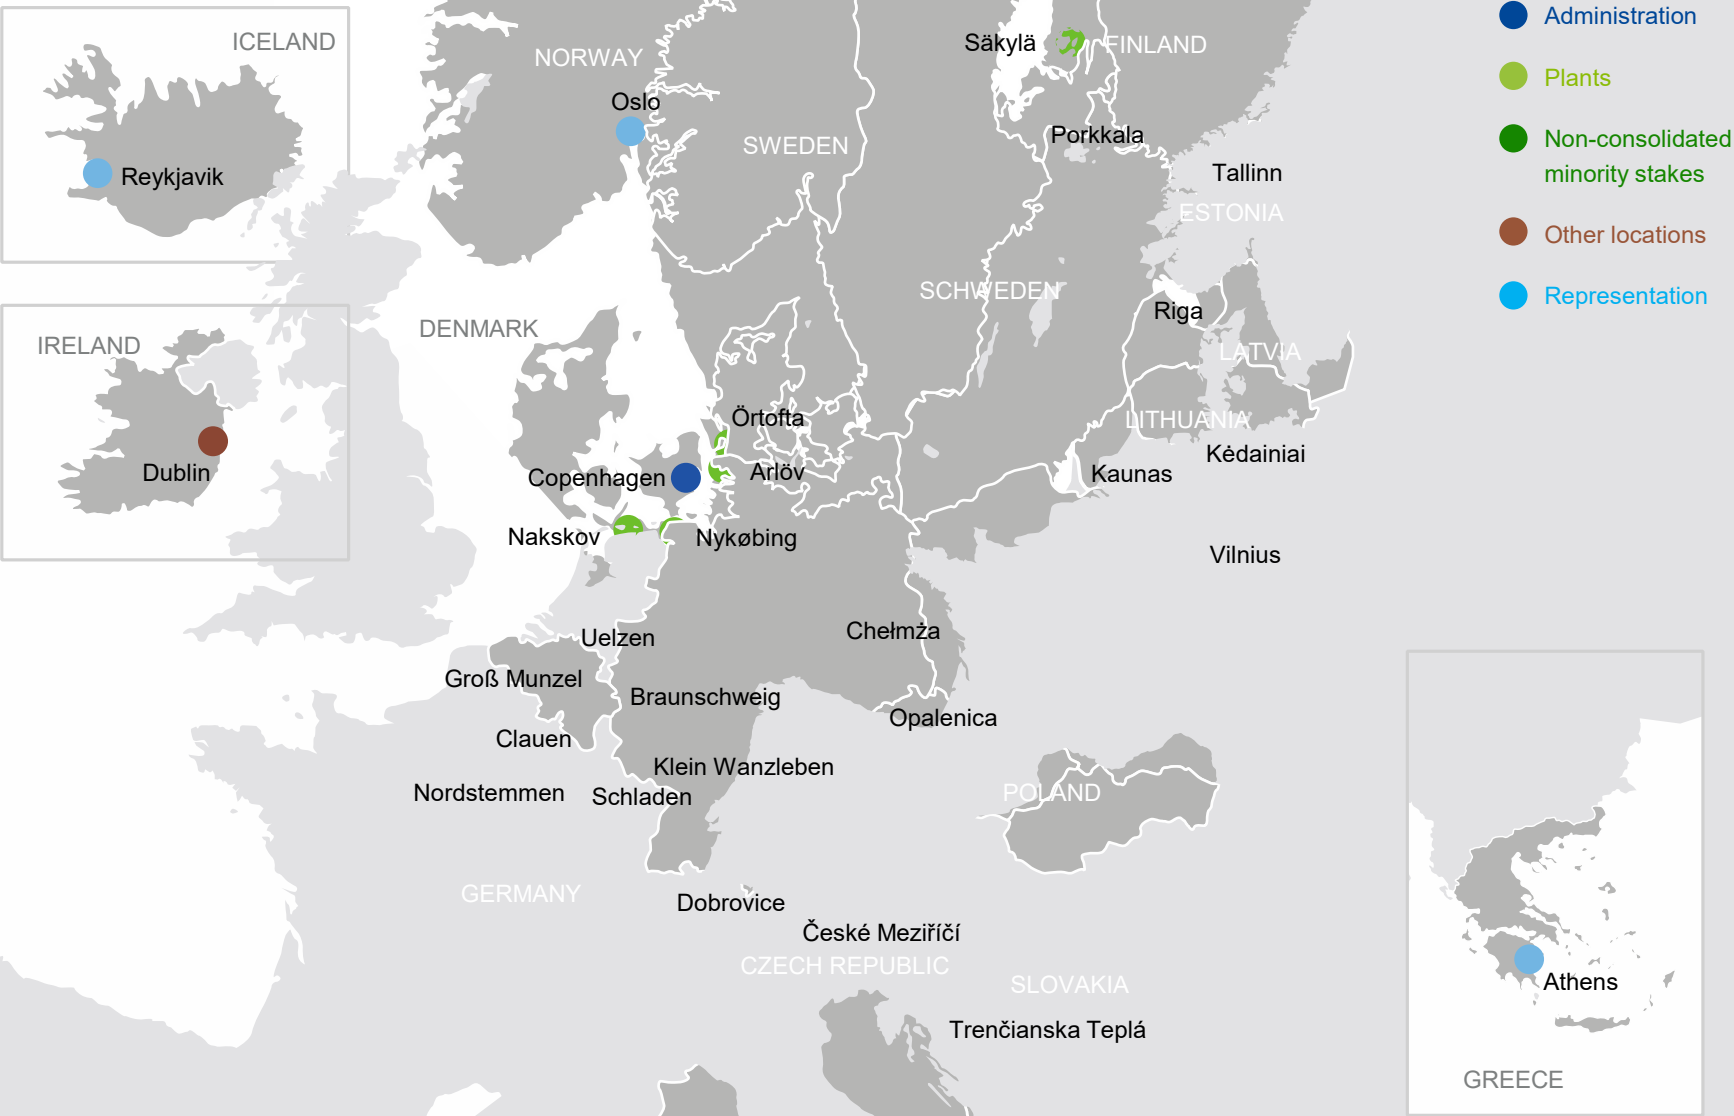 ICELAND
Reykjavik
IRELAND
Dublin
NORWAY
Oslo
SWEDEN
Säkylä
FINLAND
Porkkala
Tallinn
ESTONIA
SCHWEDEN
Riga
LATVIA
LITHUANIA
Kėdainiai
Kaunas
Vilnius
DENMARK
Örtofta
Copenhagen
Arlöv
Nakskov
Nykøbing
Uelzen
Chełmża
Groß Munzel
Braunschweig
Opalenica
Clauen
Klein Wanzleben
Nordstemmen
Schladen
POLAND
GERMANY
Dobrovice
České Meziříčí
CZECH REPUBLIC
SLOVAKIA
Trenčianska Teplá
Athens
GREECE
Administration
Plants
Non-consolidated
minority stakes
Other locations
Representation